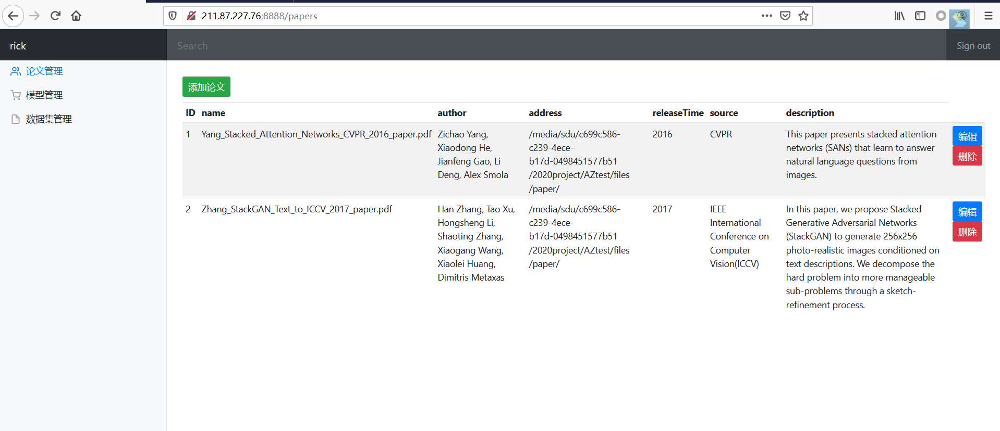 211.87.227.76:8888/papers
rick
Search
Sign out
论文管理
模型管理
数据集管理
添加论文
ID name author address releaseTime source description
1 Yang_Stacked_Attention_Networks_CVPR_2016_paper.pdf
Zichao Yang,
Xiaodong He,
Jianfeng Gao, Li
Deng, Alex Smola
/media/sdu/c699c586-
c239-4ece-
b17d-0498451577b51
/2020project/AZtest/files
/paper/
2016
CVPR
This paper presents stacked attention
networks (SANs) that learn to answer
natural language questions from
images.
编辑
删除
2 Zhang_StackGAN_Text_to_ICCV_2017_paper.pdf
Han Zhang, Tao Xu,
Hongsheng Li,
Shaoting Zhang,
Xiaogang Wang,
Xiaolei Huang,
Dimitris Metaxas
/media/sdu/c699c586-
c239-4ece-
b17d-0498451577b51
/2020project/AZtest/files
/paper/
2017
IEEE
International
Conference on
Computer
Vision(ICCV)
In this paper, we propose Stacked
Generative Adversarial Networks
(StackGAN) to generate 256x256
photo-realistic images conditioned on
text descriptions. We decompose the
hard problem into more manageable
sub-problems through a sketch-
refinement process.
编辑
删除